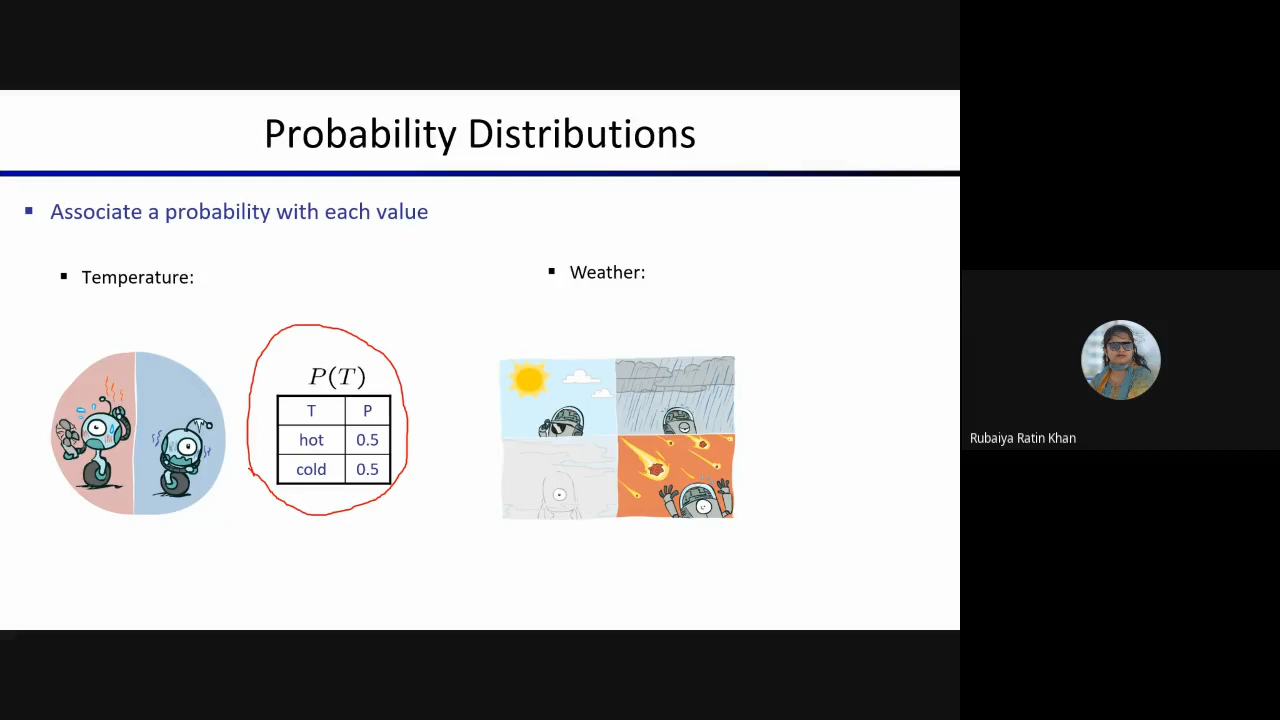 Probability Distributions
▪ Associate a probability with each value
▪ Temperature:
P(T)
T P
hot 0.5
cold 0.5
▪ Weather:
Rubaiya Ratin Khan